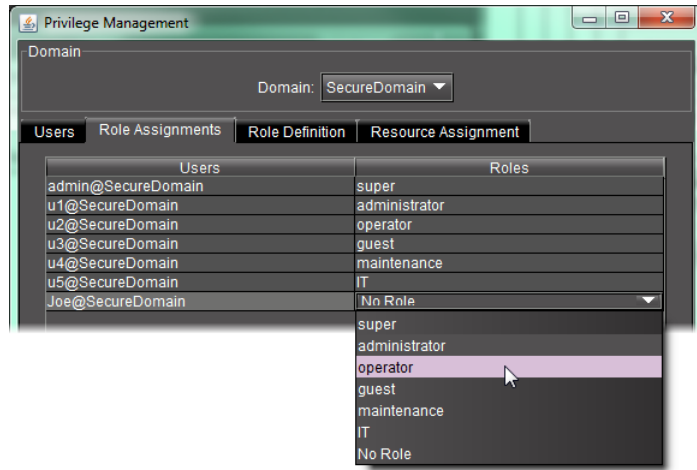 Privilege Management
Domain
Domain: SecureDomain
Users Role Assignments Role Definition Resource Assignment
Users Roles
admin@SecureDomain super
u1@SecureDomain administrator
u2@SecureDomain operator
u3@SecureDomain guest
u4@SecureDomain maintenance
u5@SecureDomain IT
Joe@SecureDomain No Role
super
administrator
operator
guest
maintenance
IT
No Role